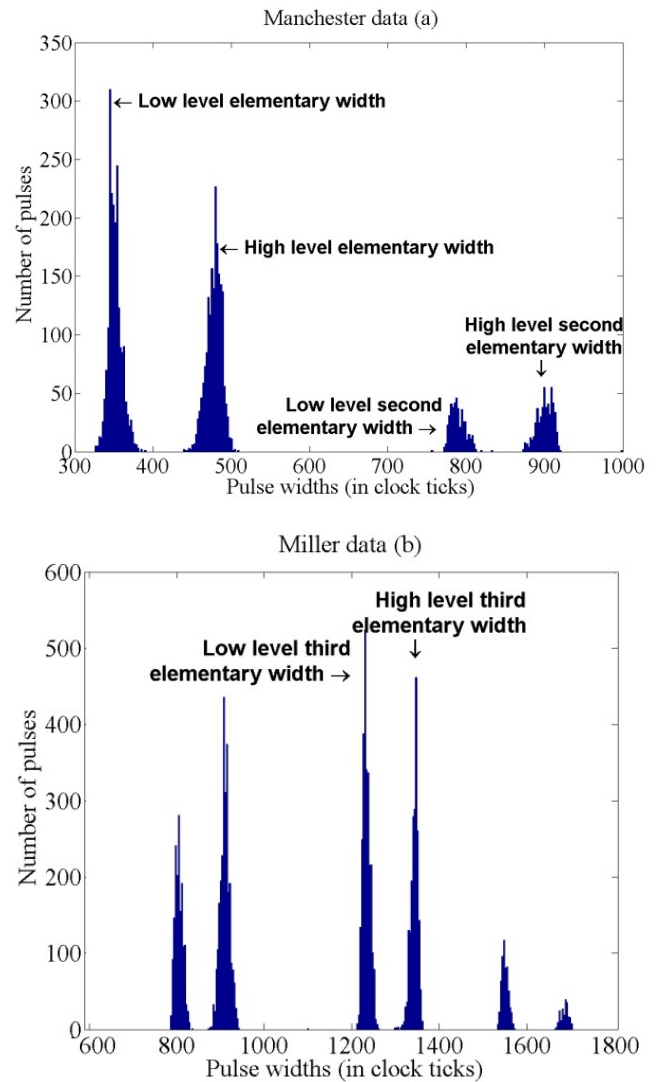 Manchester data (a)
350
300
250
200
150
100
50
0
Number of pulses
← Low level elementary width
← High level elementary width
High level second
elementary width
↓
Low level second
elementary width →
300 400 500 600 700 800 900 1000
Pulse widths (in clock ticks)
Miller data (b)
600
500
400
300
200
100
0
Number of pulses
High level third
elementary width
↓
Low level third
elementary width →
600 800 1000 1200 1400 1600 1800
Pulse widths (in clock ticks)